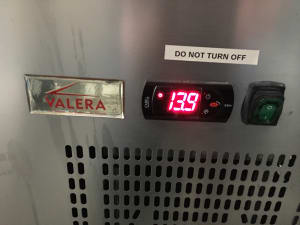 DO NOT TURN OFF
VALERA
13.9